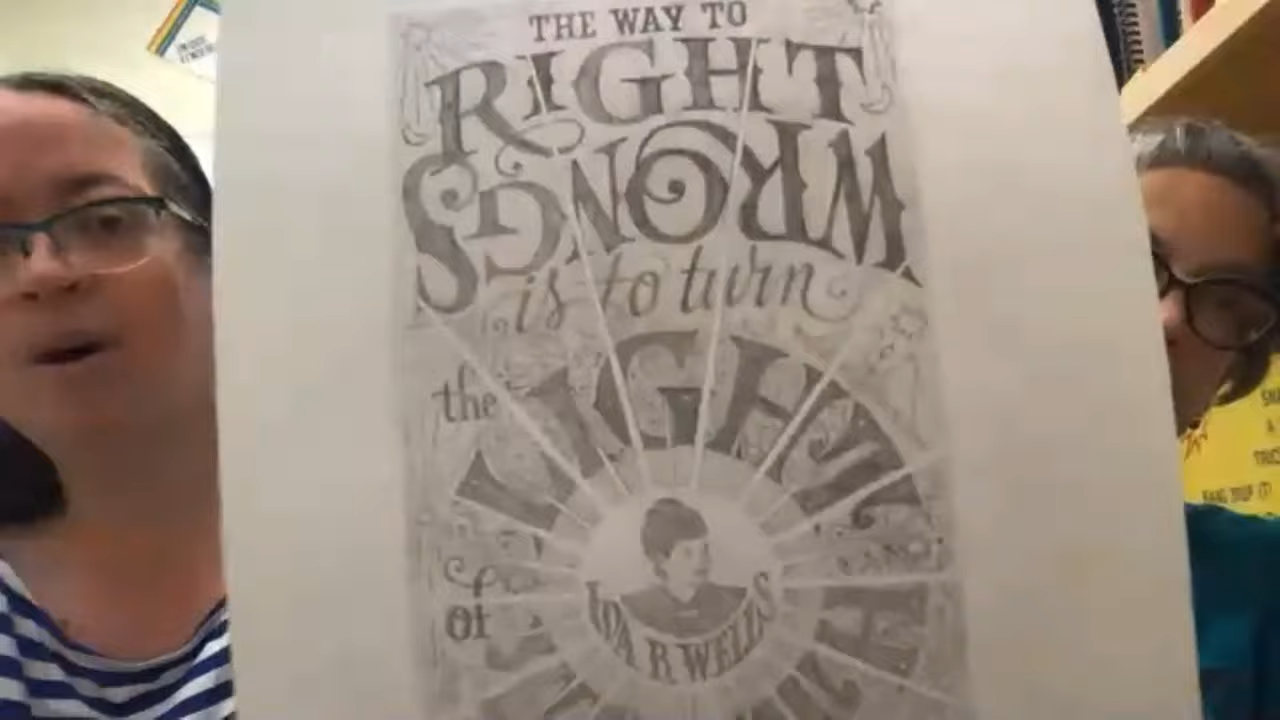 THE WAY TO
RIGHT
WRONGS
is to turn
the
LIGHT
of
IDA B WELLS